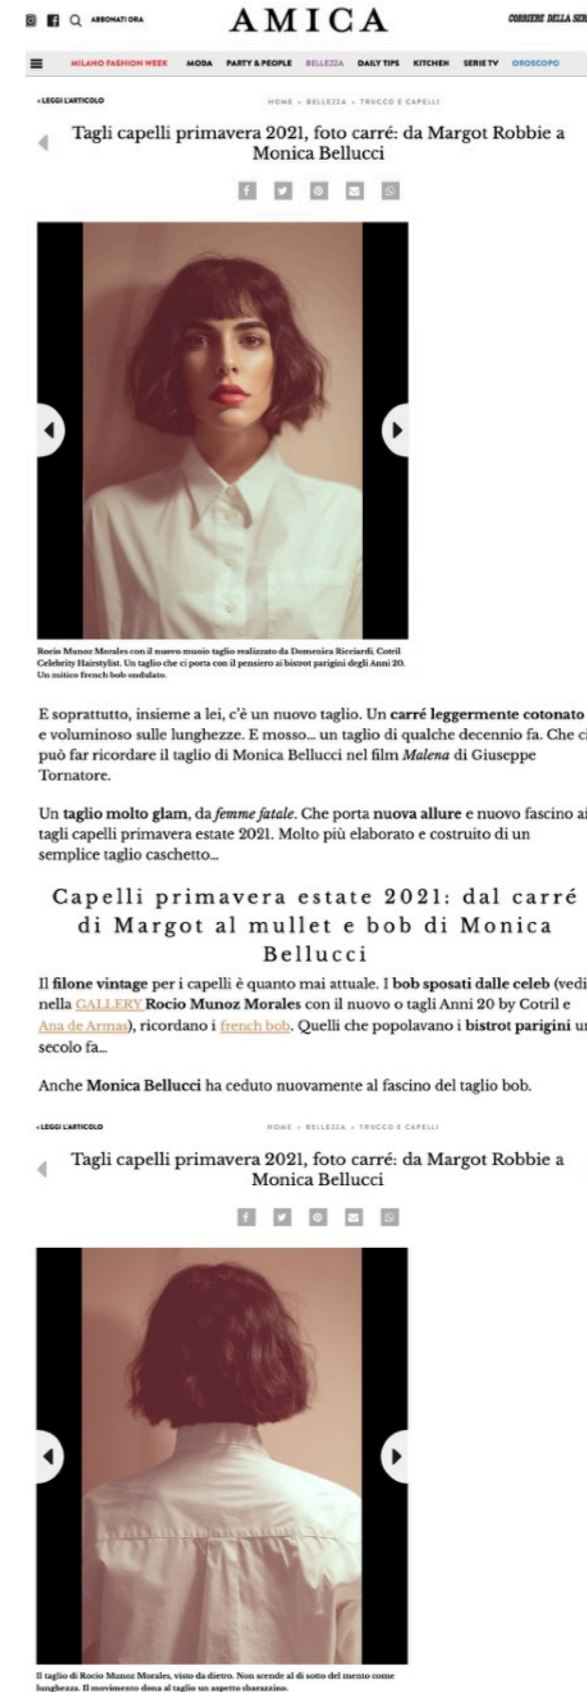 ABBONATI ORA
AMICA
CORRIERE DELLA SER
MILANO FASHION WEEK MODA PARTY & PEOPLE BELLEZZA DAILY TIPS KITCHEN SERIE TV OROSCOPO
<LEGGI L'ARTICOLO
HOME > BELLEZZA > TRUCCO E CAPELLI
Tagli capelli primavera 2021, foto carré: da Margot Robbie a
Monica Bellucci
Rocio Munoz Morales con il nuovo muoio taglio realizzato da Domenica Ricciardi, Cotril
Celebrity Hairstylist. Un taglio che ci porta con il pensiero ai bistrot parigini degli Anni 20.
Un mitico french bob ondulato.
E soprattutto, insieme a lei, c'è un nuovo taglio. Un carré leggermente cotonato
e voluminoso sulle lunghezze. E mosso... un taglio di qualche decennio fa. Che ci
può far ricordare il taglio di Monica Bellucci nel film Malena di Giuseppe
Tornatore.
Un taglio molto glam, da femme fatale. Che porta nuova allure e nuovo fascino ai
tagli capelli primavera estate 2021. Molto più elaborato e costruito di un
semplice taglio caschetto...
Capelli primavera estate 2021: dal carré
di Margot al mullet e bob di Monica
Bellucci
Il filone vintage per i capelli è quanto mai attuale. I bob sposati dalle celeb (vedi
nella GALLERY Rocio Munoz Morales con il nuovo o tagli Anni 20 by Cotril e
Ana de Armas), ricordano i french bob. Quelli che popolavano i bistrot parigini un
secolo fa...
Anche Monica Bellucci ha ceduto nuovamente al fascino del taglio bob.
<LEGGI L'ARTICOLO
HOME > BELLEZZA > TRUCCO E CAPELLI
Tagli capelli primavera 2021, foto carré: da Margot Robbie a
Monica Bellucci
Il taglio di Rocio Munoz Morales, visto da dietro. Non scende al di sotto del mento come
lunghezza. Il movimento dona al taglio un aspetto sbarazzino.